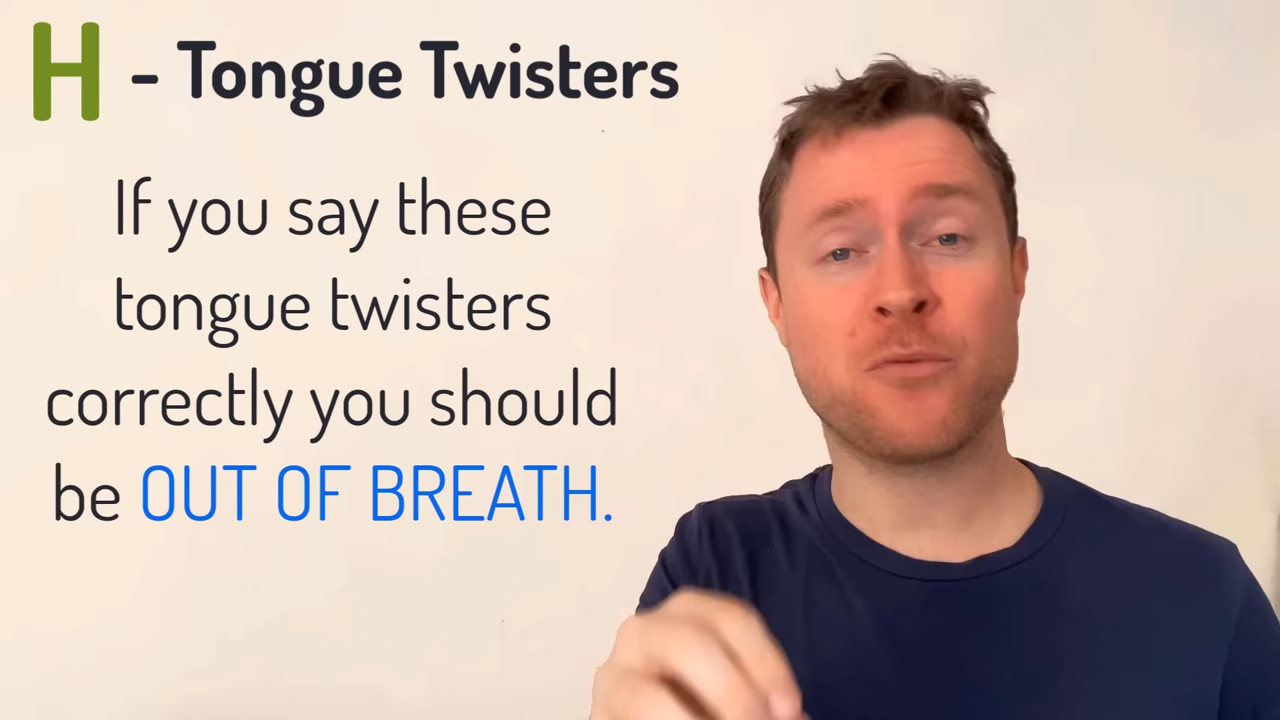 H - Tongue Twisters
If you say these
tongue twisters
correctly you should
be OUT OF BREATH.